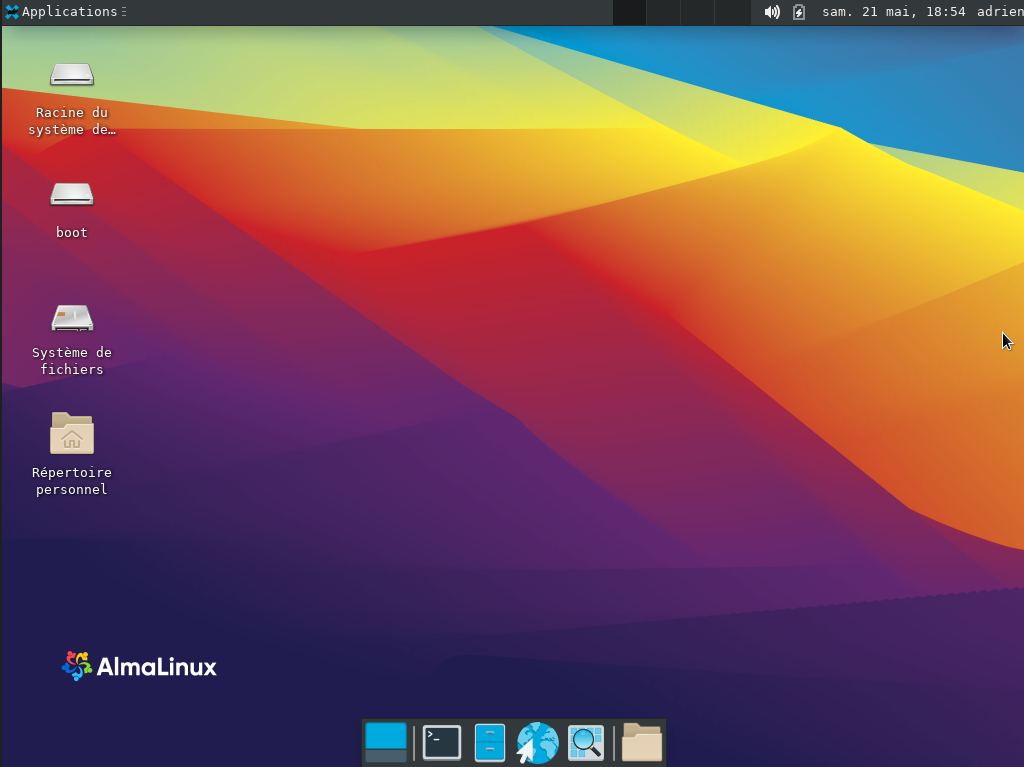 Applications
sam. 21 mai, 18:54 adrien
Racine du
système de…
boot
Système de
fichiers
Répertoire
personnel
AlmaLinux
>_